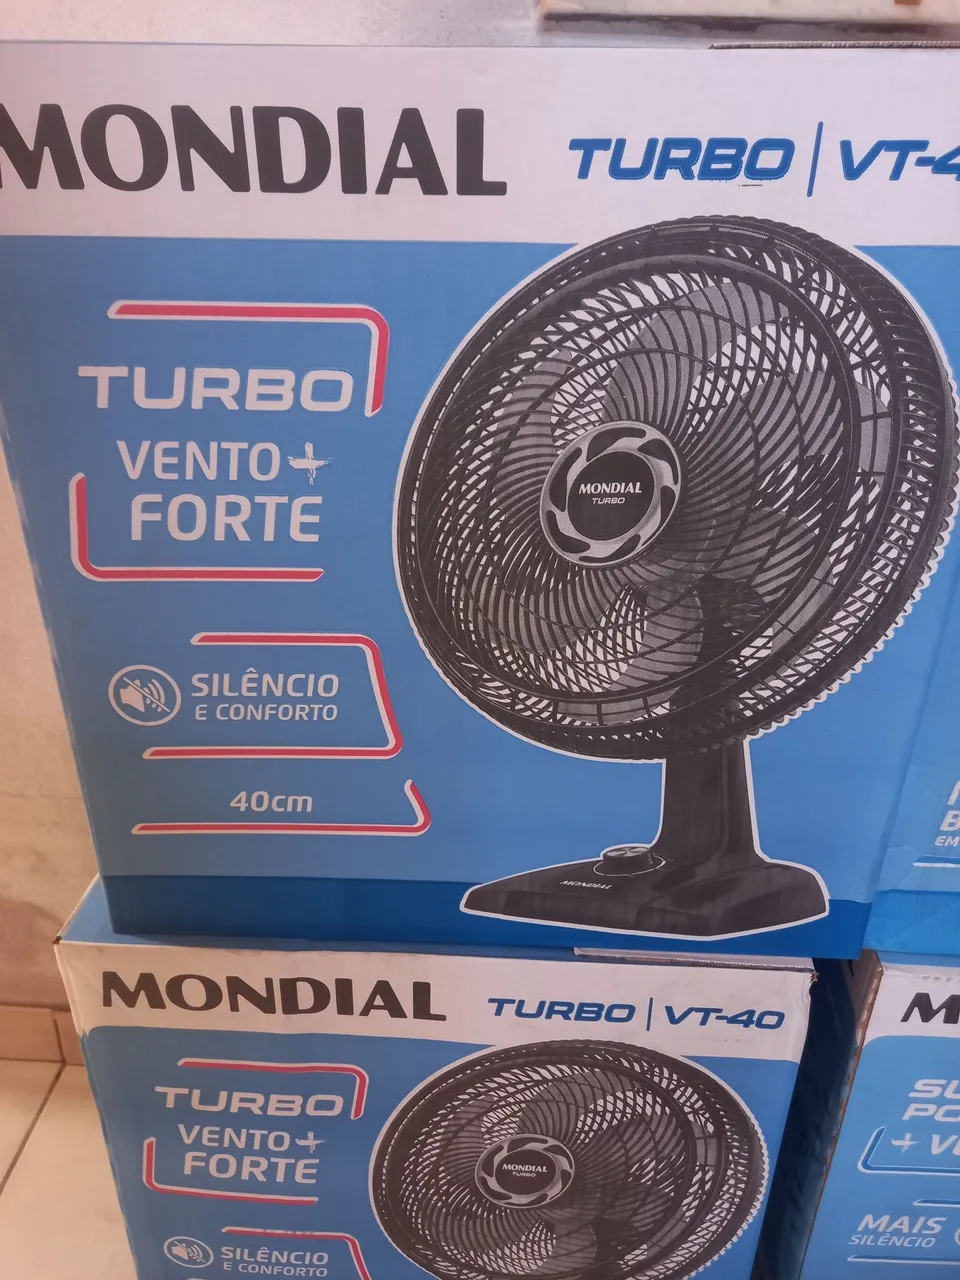 MONDIAL
TURBO | VT-4
TURBO
VENTO +
FORTE
SILÊNCIO
E CONFORTO
40cm
MONDIAL
TURBO
MONDIAL
EM
MONDIAL
TURBO | VT-40
TURBO
VENTO +
FORTE
SILÊNCIO
E CONFORTO
MONDIAL
TURBO
MAIS
SILÊNCIO